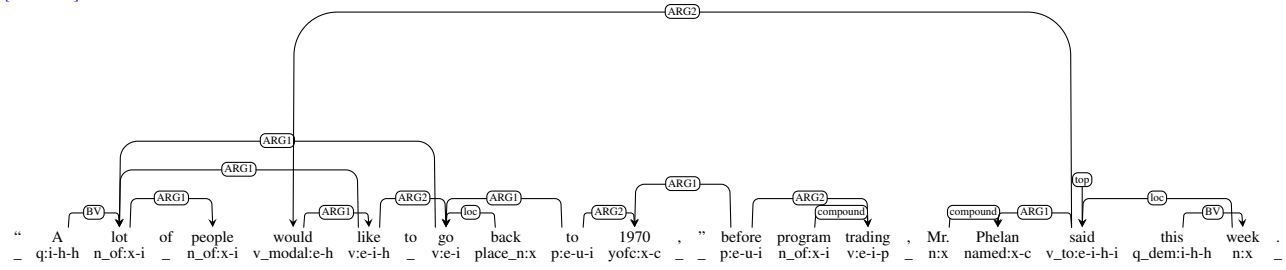 ARG2
ARG1
ARG1
top
BV ARG1 ARG1 ARG2 ARG1 loc ARG2 ARG1 ARG2 compound compound ARG1 loc BV
“ A lot of people would like to go back to 1970 , ” before program trading , Mr. Phelan said this week .
_ q:i-h-h n_of:x-i _ n_of:x-i v_modal:e-h v:e-i-h _ v:e-i place_n:x p:e-u-i yofc:x-c _ _ p:e-u-i n_of:x-i v:e-i-p _ n:x named:x-c v_to:e-i-h-i q_dem:i-h-h n:x _